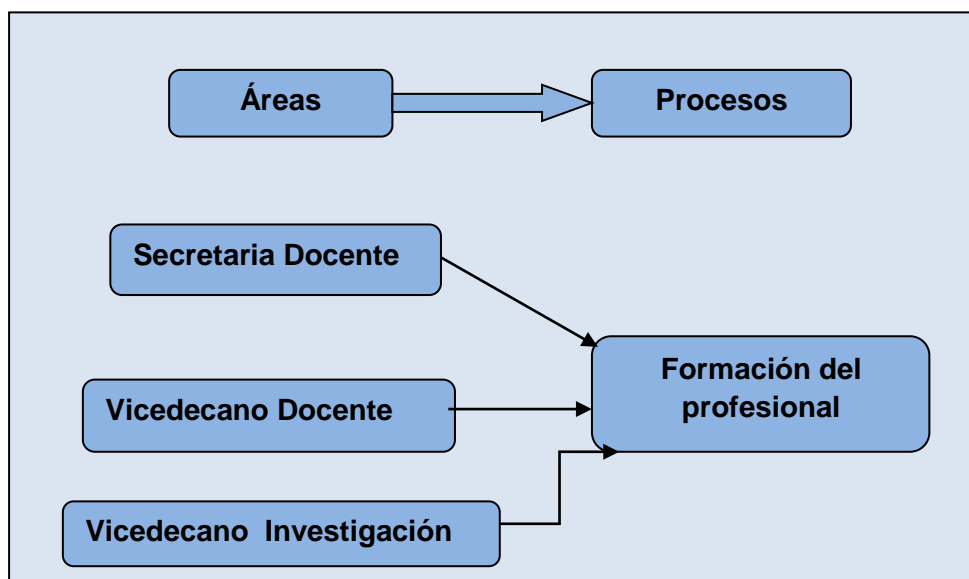 Áreas
Procesos
Secretaria Docente
Formación del
profesional
Vicedecano Docente
Vicedecano Investigación